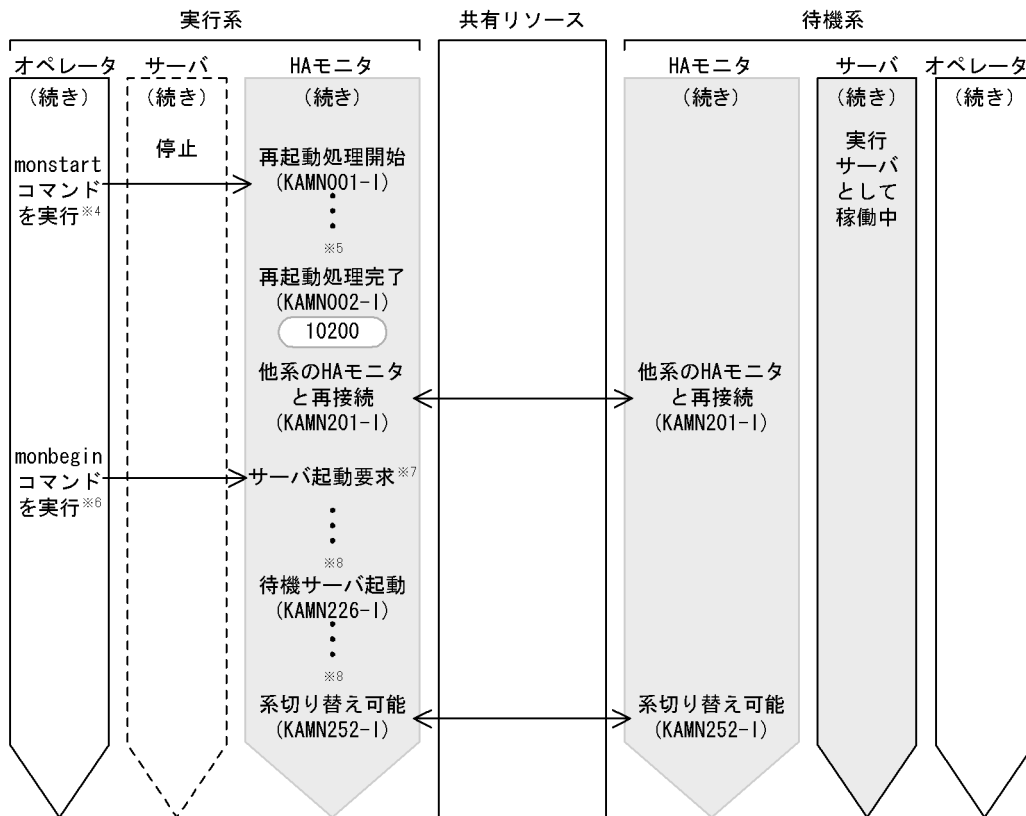 実行系
共有リソース
待機系
オペレータ
サーバ
HAモニタ
HAモニタ
サーバ
オペレータ
(続き)
(続き)
(続き)
(続き)
(続き)
(続き)
monstart
コマンド
を実行※4
停止
再起動処理開始
(KAMN001-I)
※5
再起動処理完了
(KAMN002-I)
10200
他系のHAモニタ
と再接続
(KAMN201-I)
他系のHAモニタ
と再接続
(KAMN201-I)
実行
サーバ
として
稼働中
monbegin
コマンド
を実行※6
サーバ起動要求※7
※8
待機サーバ起動
(KAMN226-I)
※8
系切り替え可能
(KAMN252-I)
系切り替え可能
(KAMN252-I)